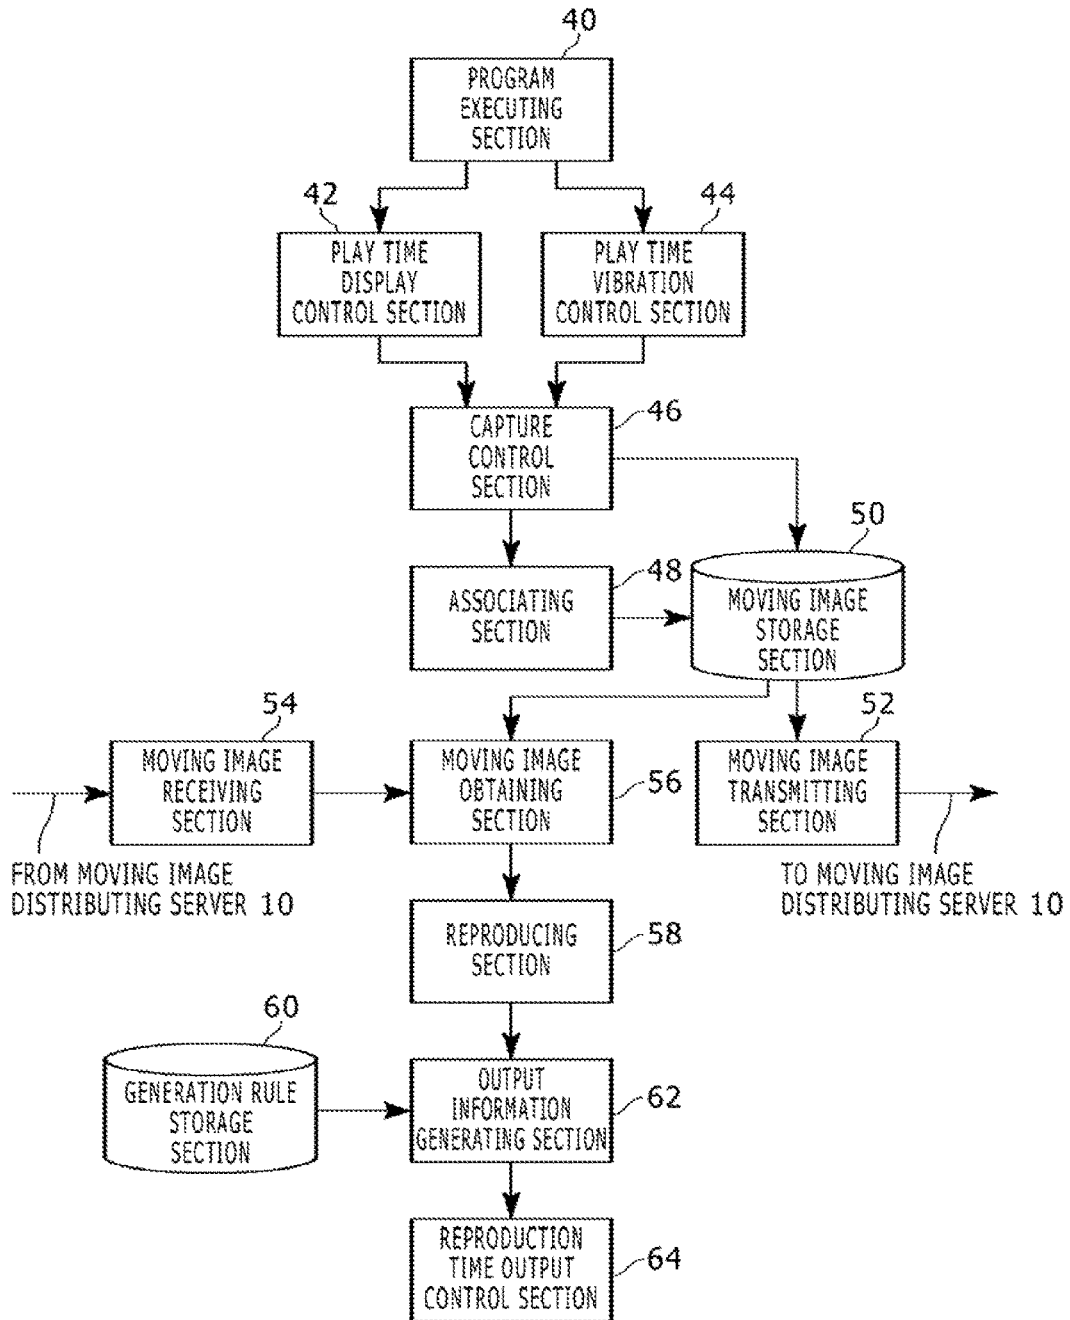 40
PROGRAM
EXECUTING
SECTION
42
44
PLAY TIME
DISPLAY
CONTROL SECTION
PLAY TIME
VIBRATION
CONTROL SECTION
CAPTURE
CONTROL
SECTION
46
50
ASSOCIATING
SECTION
48
MOVING IMAGE
STORAGE
SECTION
54
52
MOVING IMAGE
RECEIVING
SECTION
MOVING IMAGE
OBTAINING
SECTION
56
MOVING IMAGE
TRANSMITTING
SECTION
FROM MOVING IMAGE
DISTRIBUTING SERVER 10
TO MOVING IMAGE
DISTRIBUTING SERVER 10
REPRODUCING
SECTION
58
60
GENERATION RULE
STORAGE
SECTION
OUTPUT
INFORMATION
GENERATING SECTION
62
REPRODUCTION
TIME OUTPUT
CONTROL SECTION
64